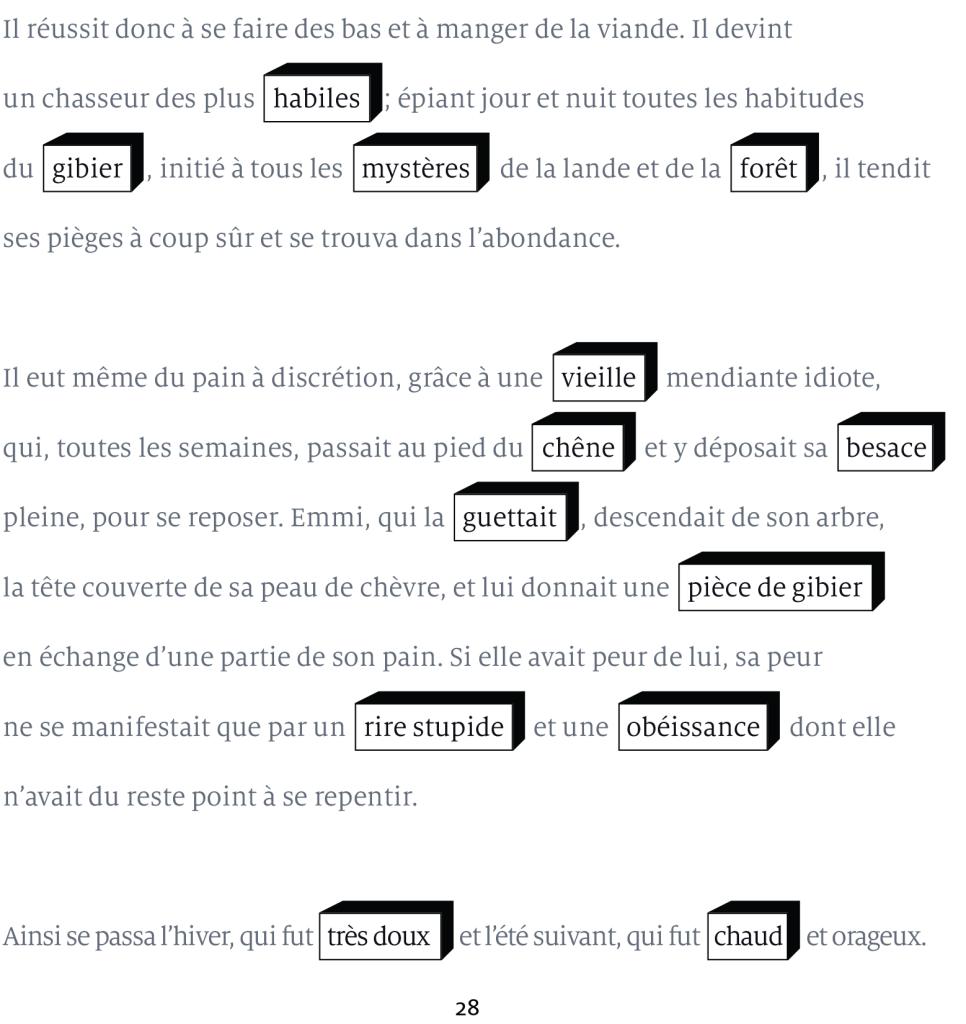 Il réussit donc à se faire des bas et à manger de la viande. Il devint
un chasseur des plus habiles ; épiant jour et nuit toutes les habitudes
du gibier , initié à tous les mystères de la lande et de la forêt , il tendit
ses pièges à coup sûr et se trouva dans l’abondance.
Il eut même du pain à discrétion, grâce à une vieille mendiante idiote,
qui, toutes les semaines, passait au pied du chêne et y déposait sa besace
pleine, pour se reposer. Emmi, qui la guettait , descendait de son arbre,
la tête couverte de sa peau de chèvre, et lui donnait une pièce de gibier
en échange d’une partie de son pain. Si elle avait peur de lui, sa peur
ne se manifestait que par un rire stupide et une obéissance dont elle
n’avait du reste point à se repentir.
Ainsi se passa l’hiver, qui fut très doux et l’été suivant, qui fut chaud et orageux.
28